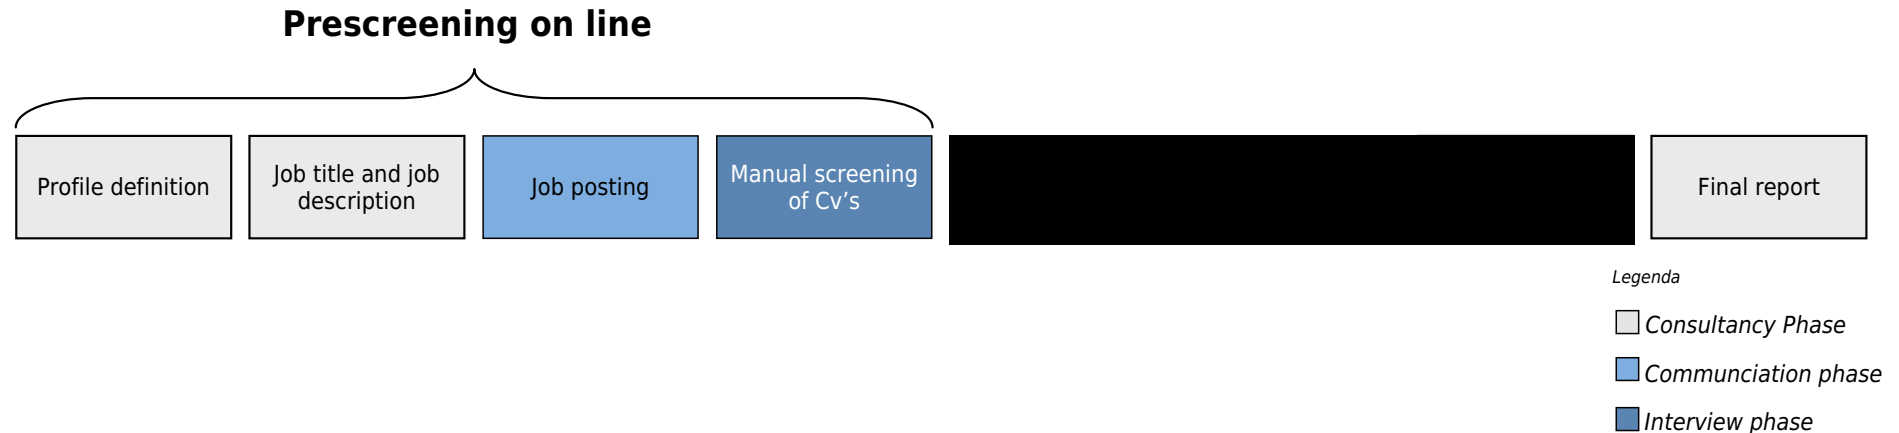 Prescreening on line
Profile definition
Job title and job
description
Job posting
Manual screening
of Cv’s
Final report
Legenda
Consultancy Phase
Communciation phase
Interview phase